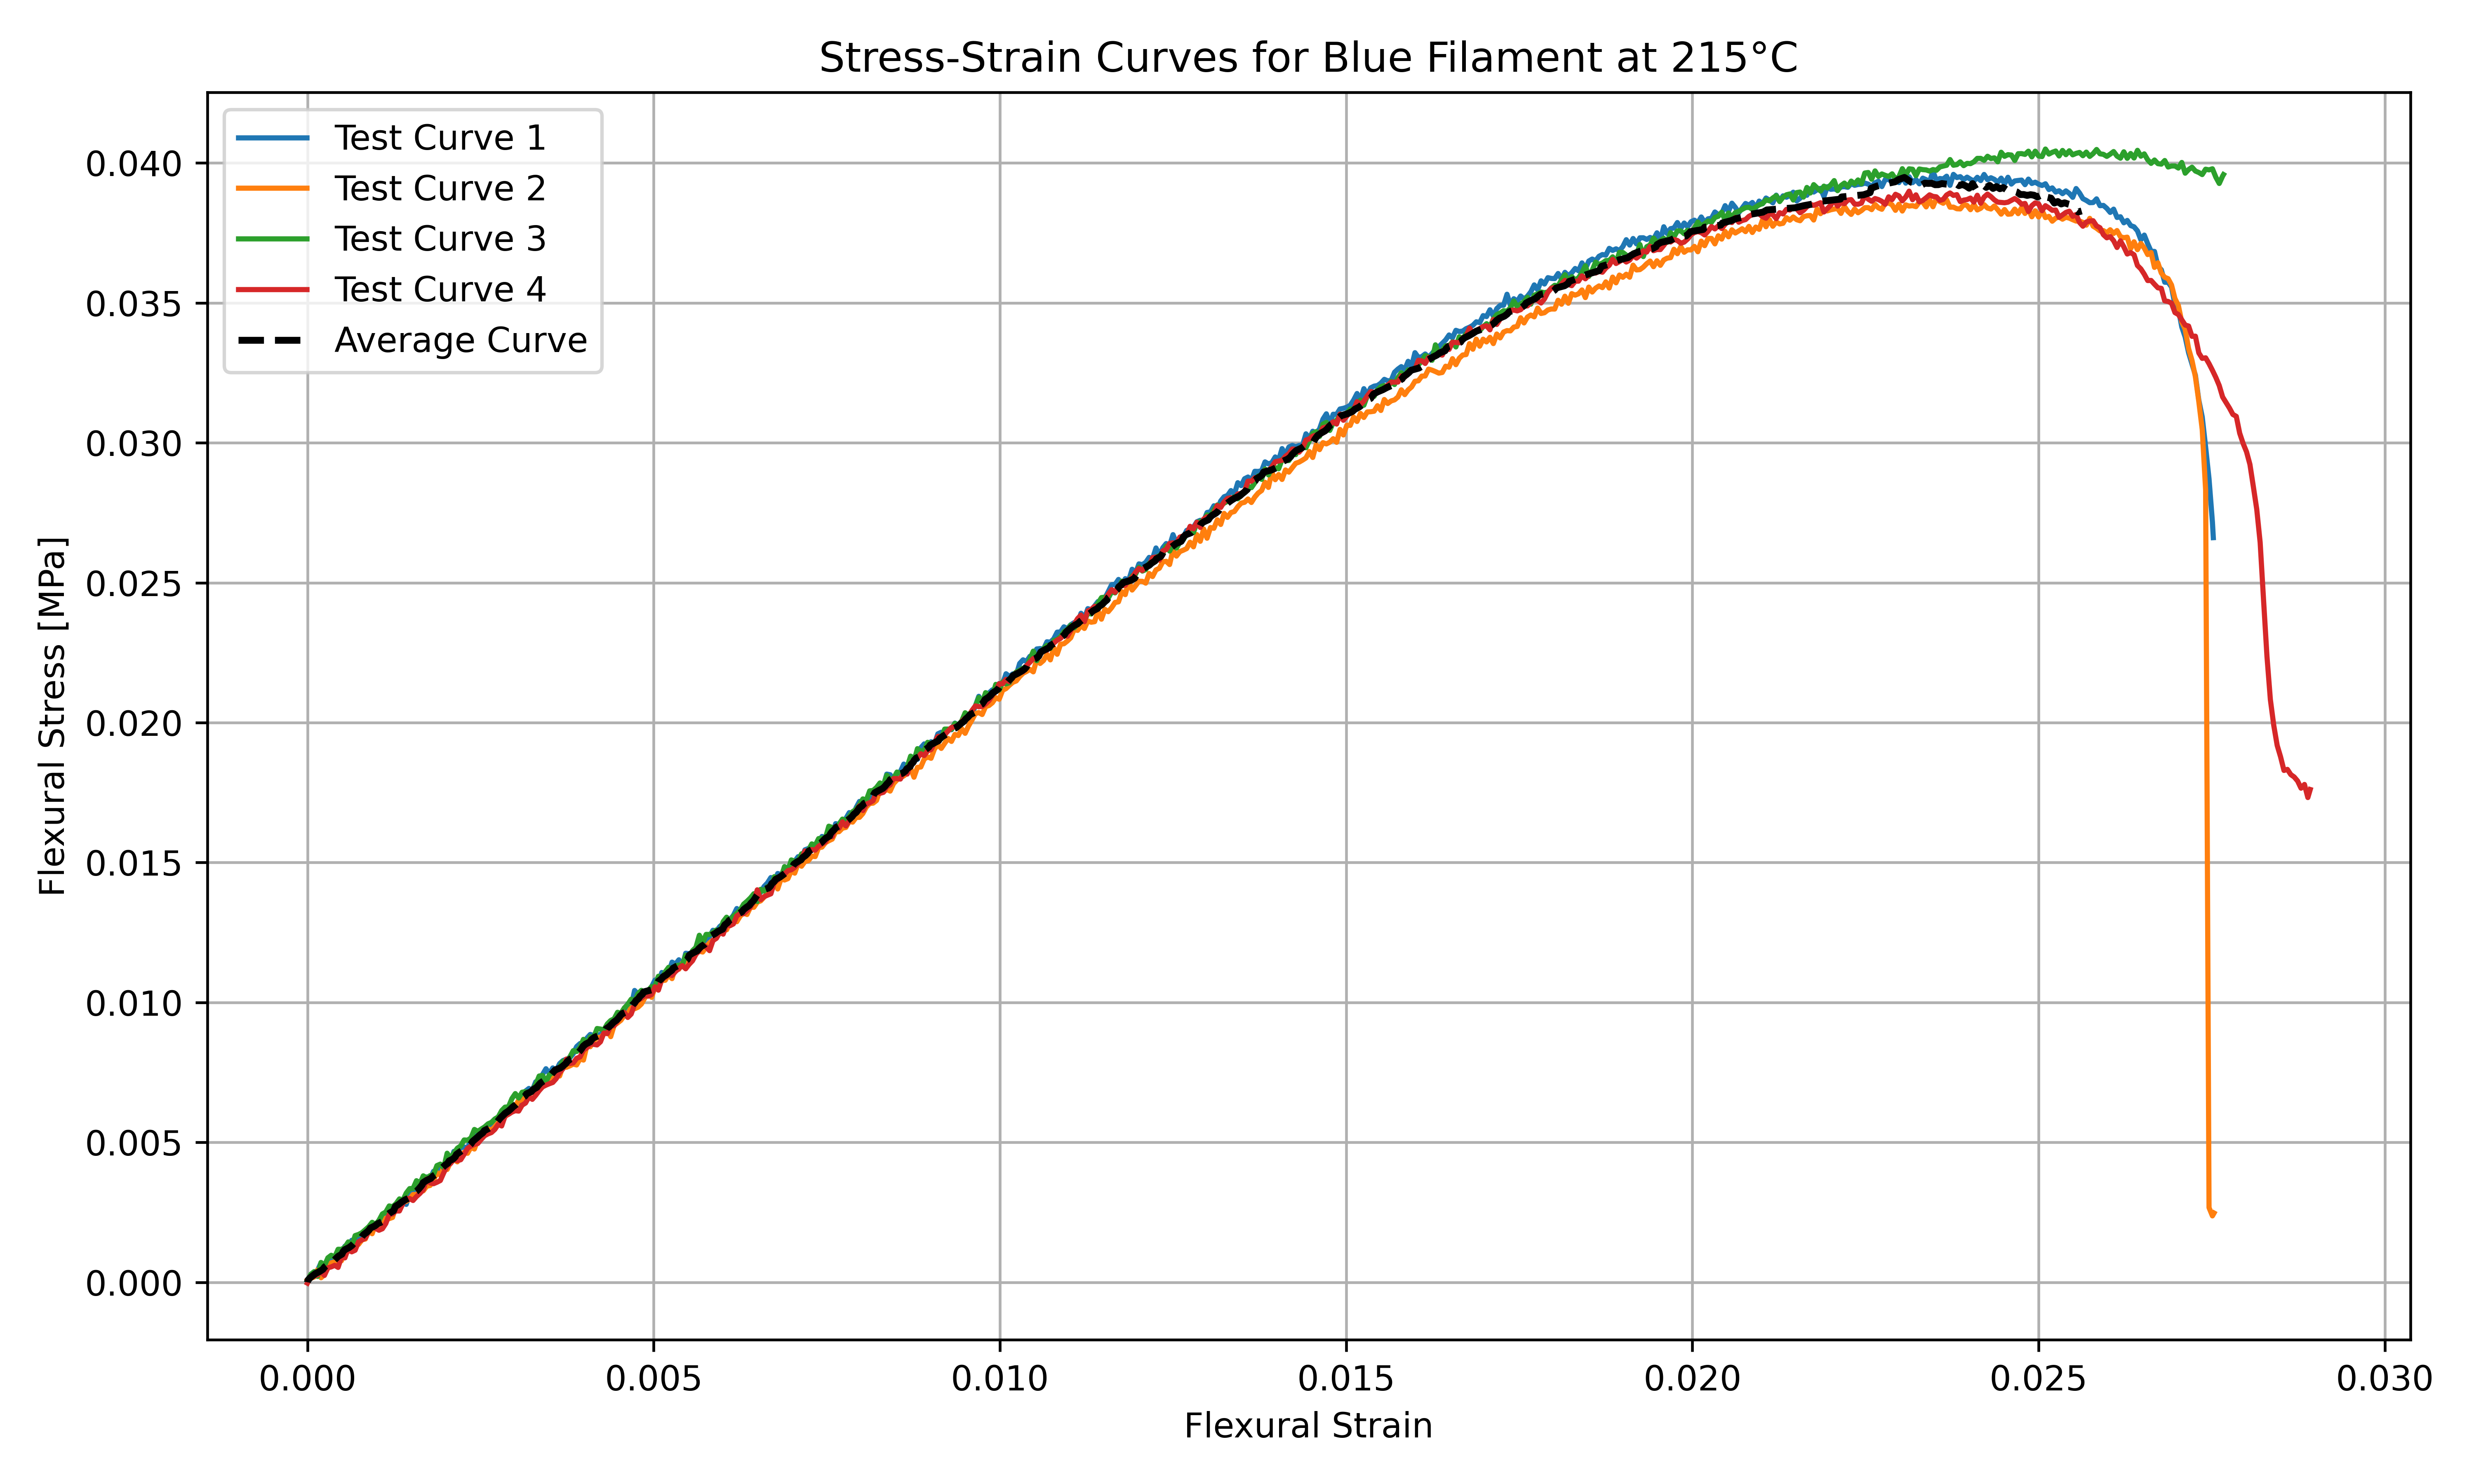 Stress-Strain Curves for Blue Filament at 215°C
Test Curve 1
Test Curve 2
Test Curve 3
Test Curve 4
Average Curve
0.040
0.035
0.030
0.025
0.020
0.015
0.010
0.005
0.000
Flexural Stress [MPa]
0.000
0.005
0.010
0.015
0.020
0.025
0.030
Flexural Strain